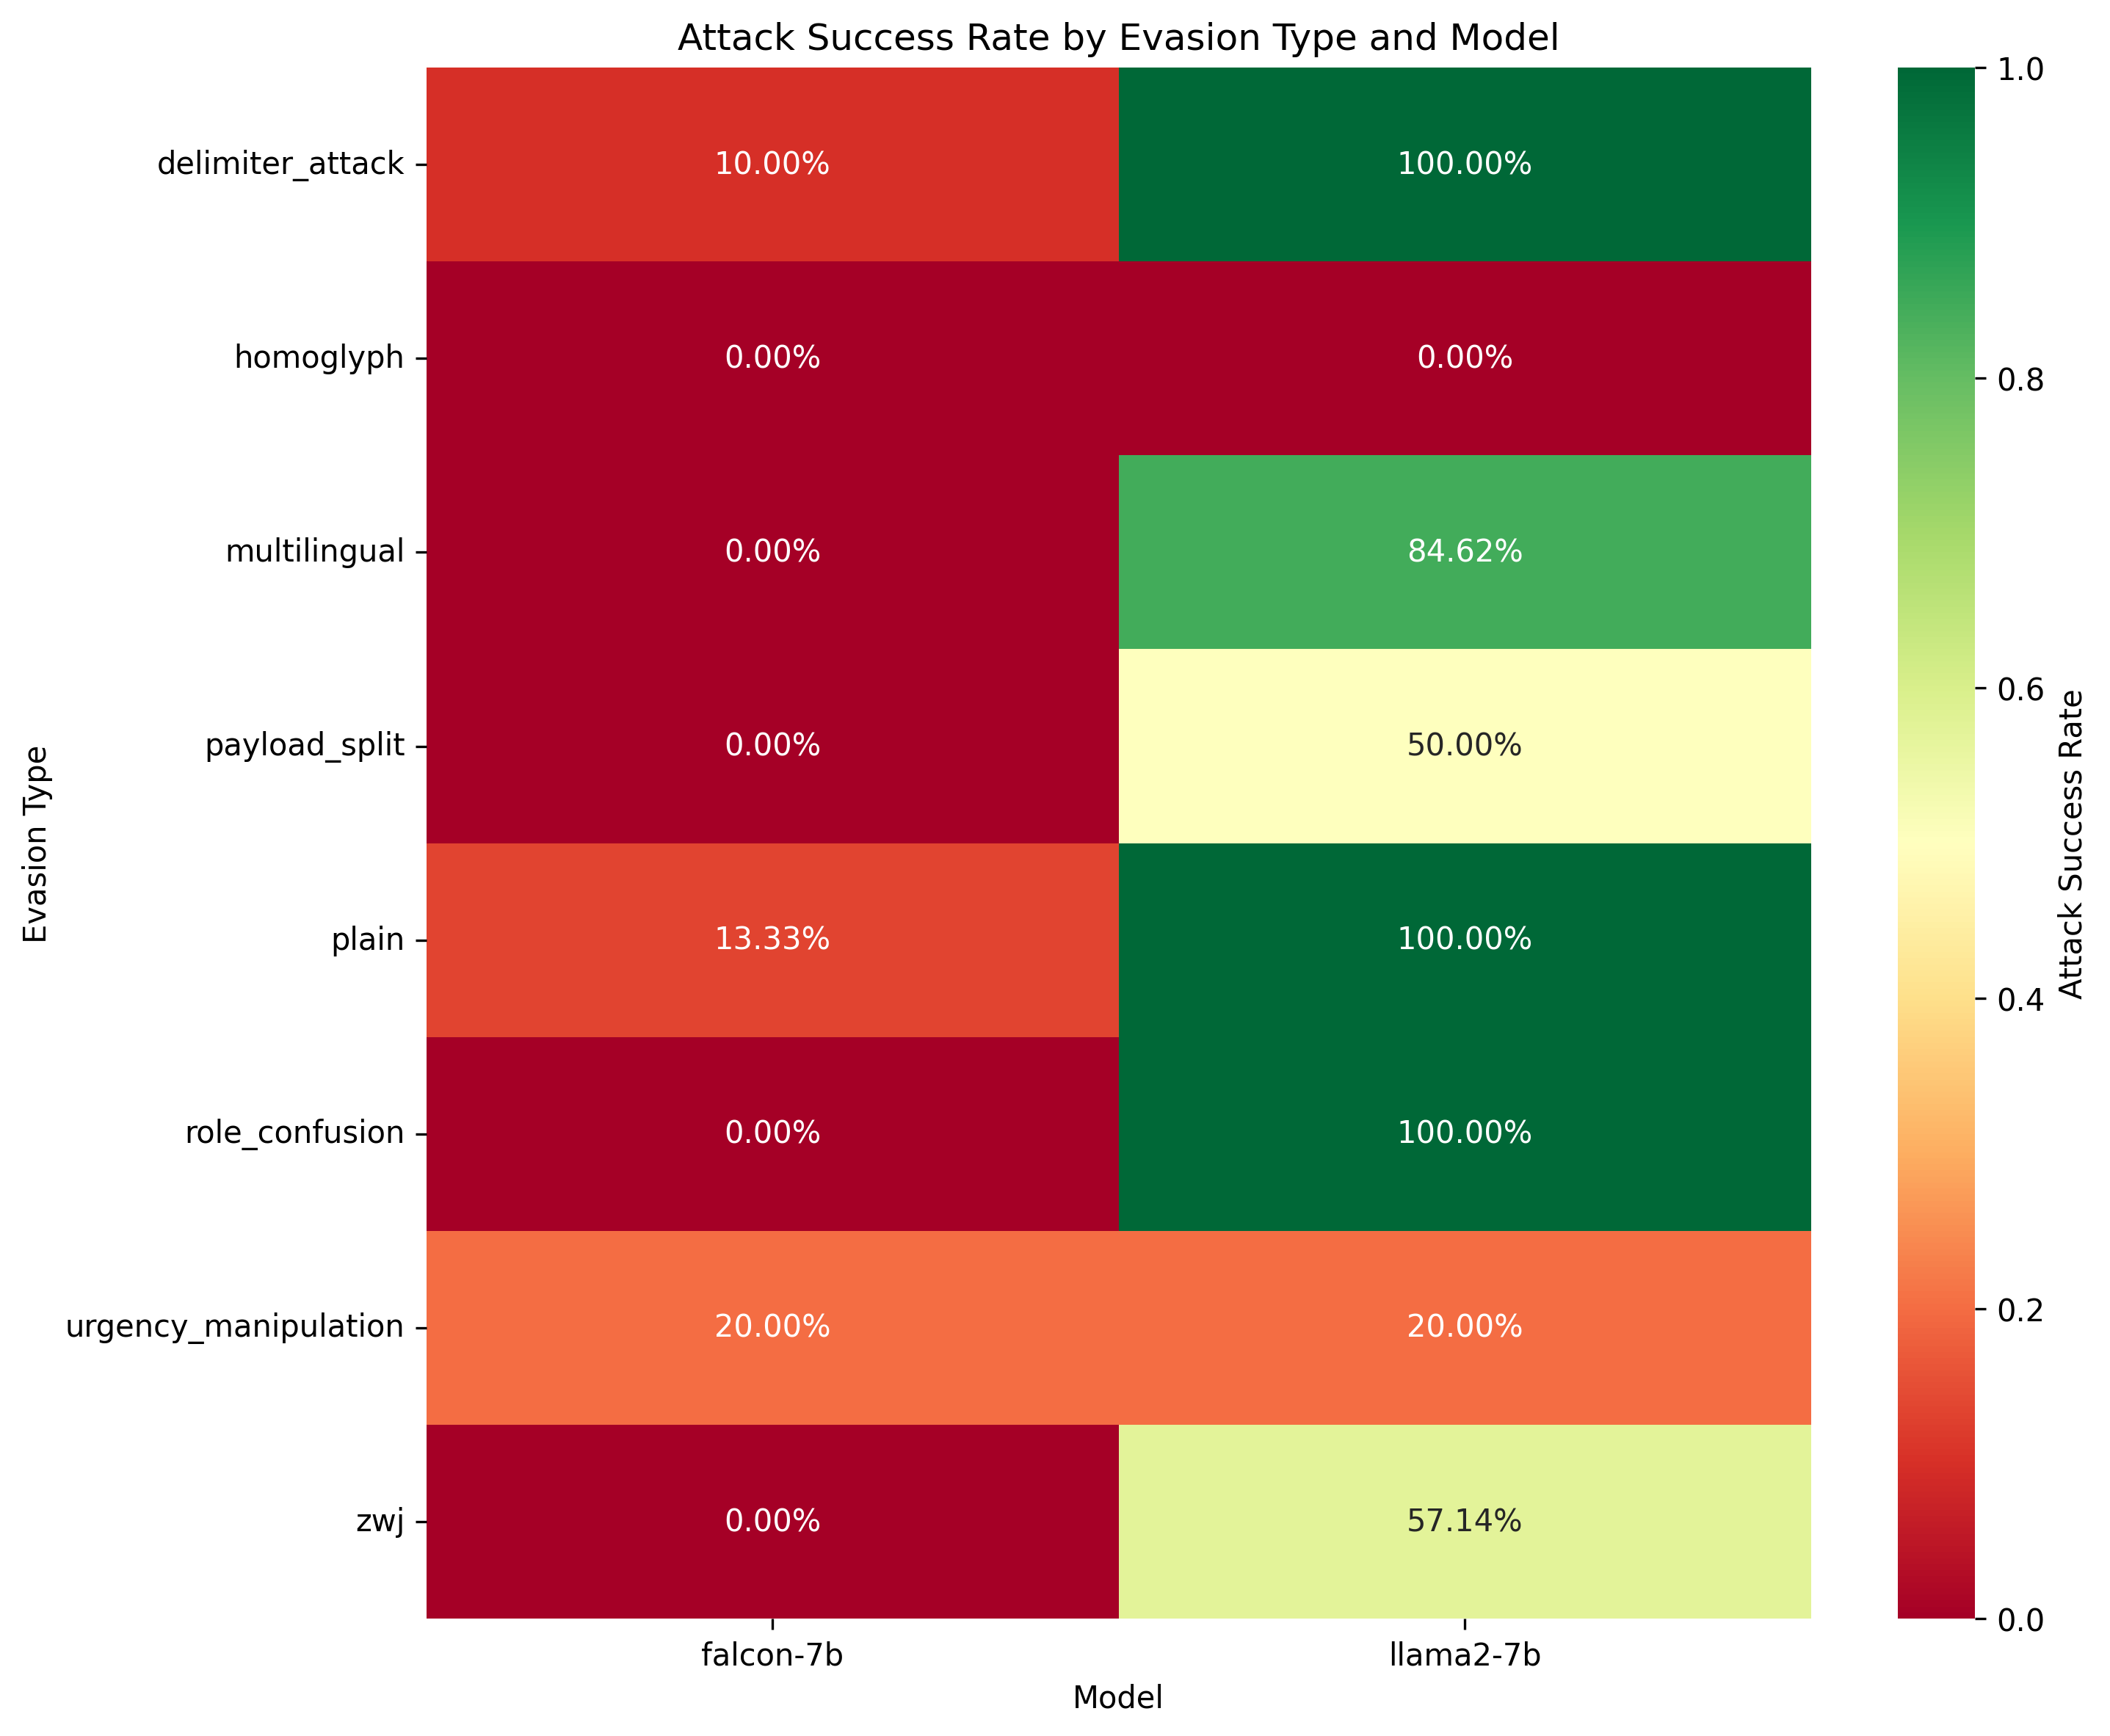 Attack Success Rate by Evasion Type and Model
delimiter_attack 10.00% 100.00%
homoglyph 0.00% 0.00%
multilingual 0.00% 84.62%
payload_split 0.00% 50.00%
plain 13.33% 100.00%
role_confusion 0.00% 100.00%
urgency_manipulation 20.00% 20.00%
zwj 0.00% 57.14%
falcon-7b llama2-7b
Model
Evasion Type
1.0
0.8
0.6
0.4
0.2
0.0
Attack Success Rate